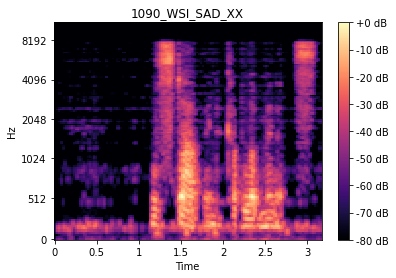 1090_WSI_SAD_XX
+0 dB
8192
-10 dB
4096
-20 dB
-30 dB
2048
Hz
-40 dB
1024
-50 dB
-60 dB
512
-70 dB
0
-80 dB
0 0.5 1 1.5 2 2.5 3
Time